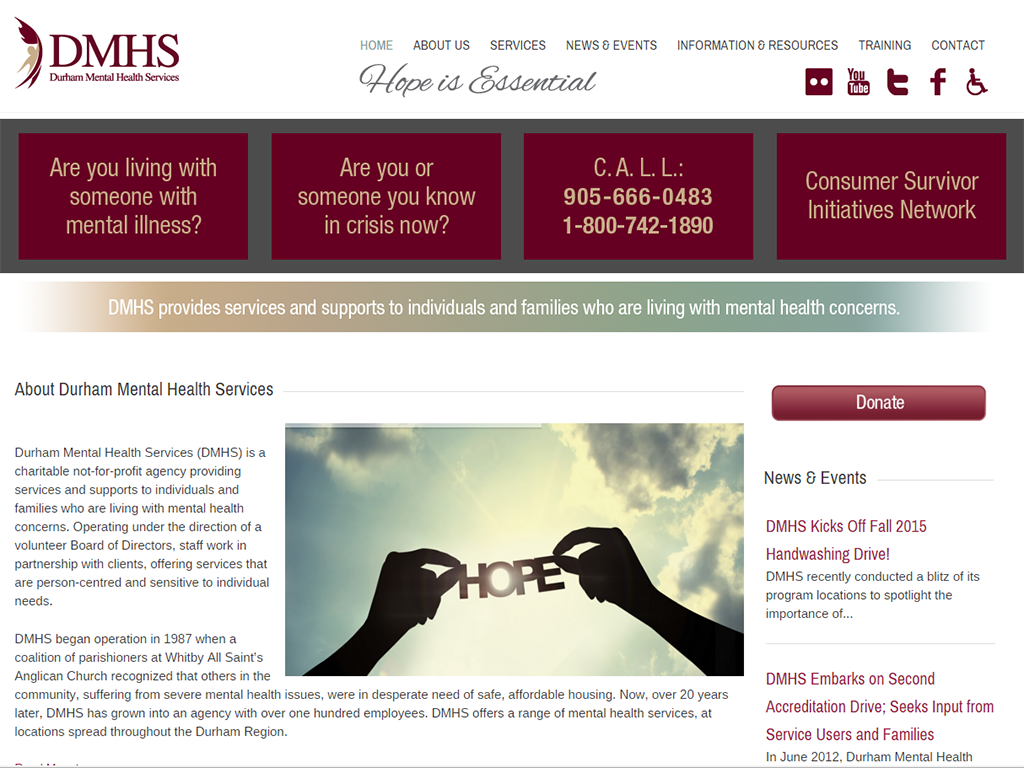 DMHS
Durham Mental Health Services
HOME ABOUT US SERVICES NEWS & EVENTS INFORMATION & RESOURCES TRAINING CONTACT
Hope is Essential
You
Tube
Are you living with
someone with
mental illness?
Are you or
someone you know
in crisis now?
C. A. L. L.:
905-666-0483
1-800-742-1890
Consumer Survivor
Initiatives Network
DMHS provides services and supports to individuals and families who are living with mental health concerns.
About Durham Mental Health Services
Durham Mental Health Services (DMHS) is a
charitable not-for-profit agency providing
services and supports to individuals and
families who are living with mental health
concerns. Operating under the direction of a
volunteer Board of Directors, staff work in
partnership with clients, offering services that
are person-centred and sensitive to individual
needs.
DMHS began operation in 1987 when a
coalition of parishioners at Whitby All Saint's
Anglican Church recognized that others in the
community, suffering from severe mental health issues, were in desperate need of safe, affordable housing. Now, over 20 years
later, DMHS has grown into an agency with over one hundred employees. DMHS offers a range of mental health services, at
locations spread throughout the Durham Region.
HOPE
Donate
News & Events
DMHS Kicks Off Fall 2015
Handwashing Drive!
DMHS recently conducted a blitz of its
program locations to spotlight the
importance of...
DMHS Embarks on Second
Accreditation Drive; Seeks Input from
Service Users and Families
In June 2012, Durham Mental Health